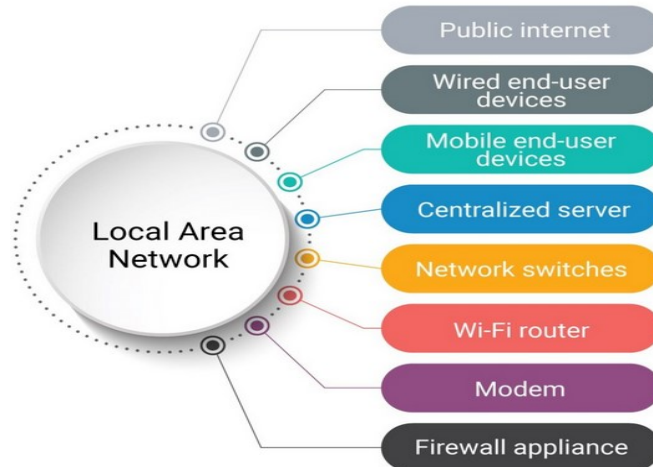 Public internet
Wired end-user
devices
Mobile end-user
devices
Local Area
Network
Centralized server
Network switches
Wi-Fi router
Modem
Firewall appliance